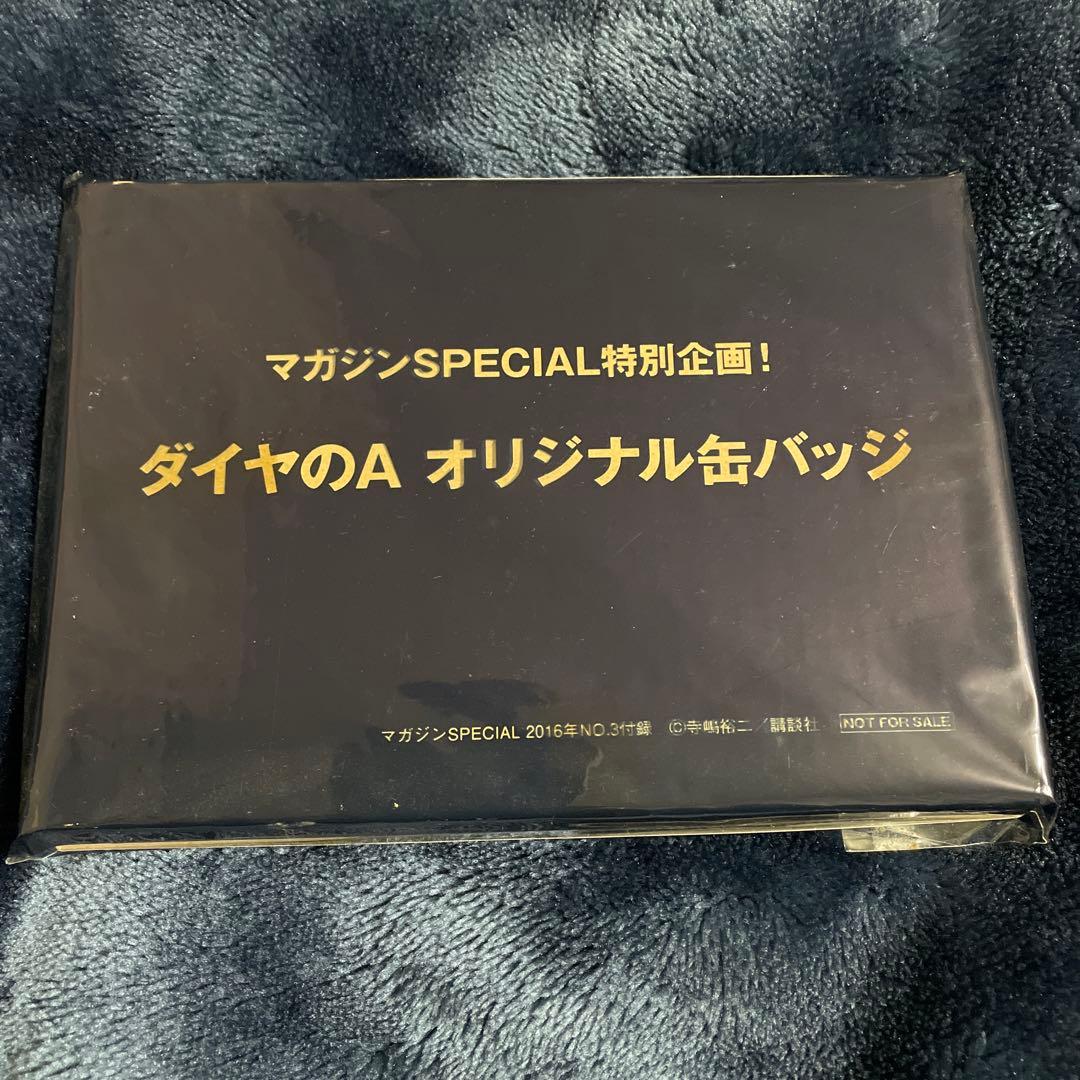 マガジンSPECIAL特別企画！
ダイヤのA オリジナル缶バッジ
マガジンSPECIAL 2016年NO.3付録 ©寺嶋裕二／講談社 NOT FOR SALE